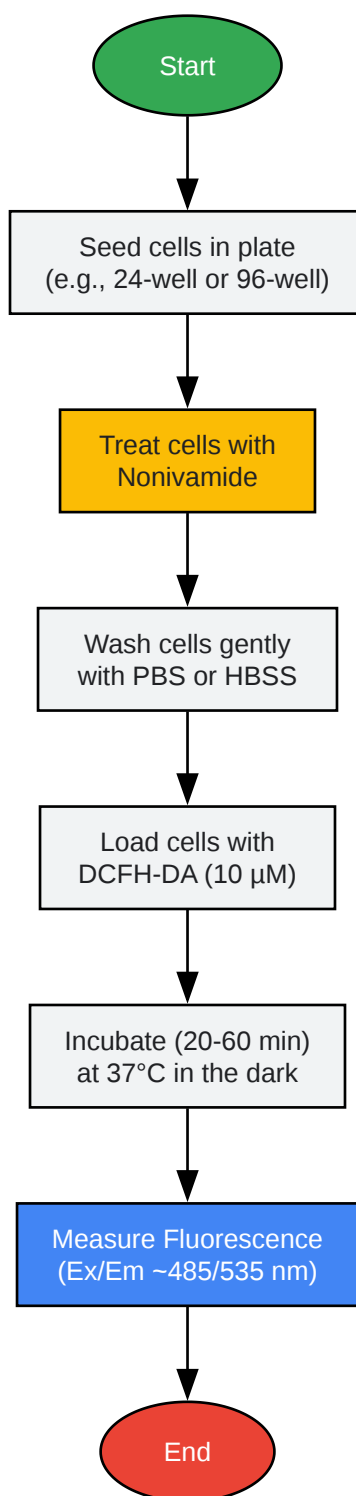 Start
Seed cells in plate
(e.g., 24-well or 96-well)
Treat cells with
Nonivamide
Wash cells gently
with PBS or HBSS
Load cells with
DCFH-DA (10 µM)
Incubate (20-60 min)
at 37°C in the dark
Measure Fluorescence
(Ex/Em ~485/535 nm)
End